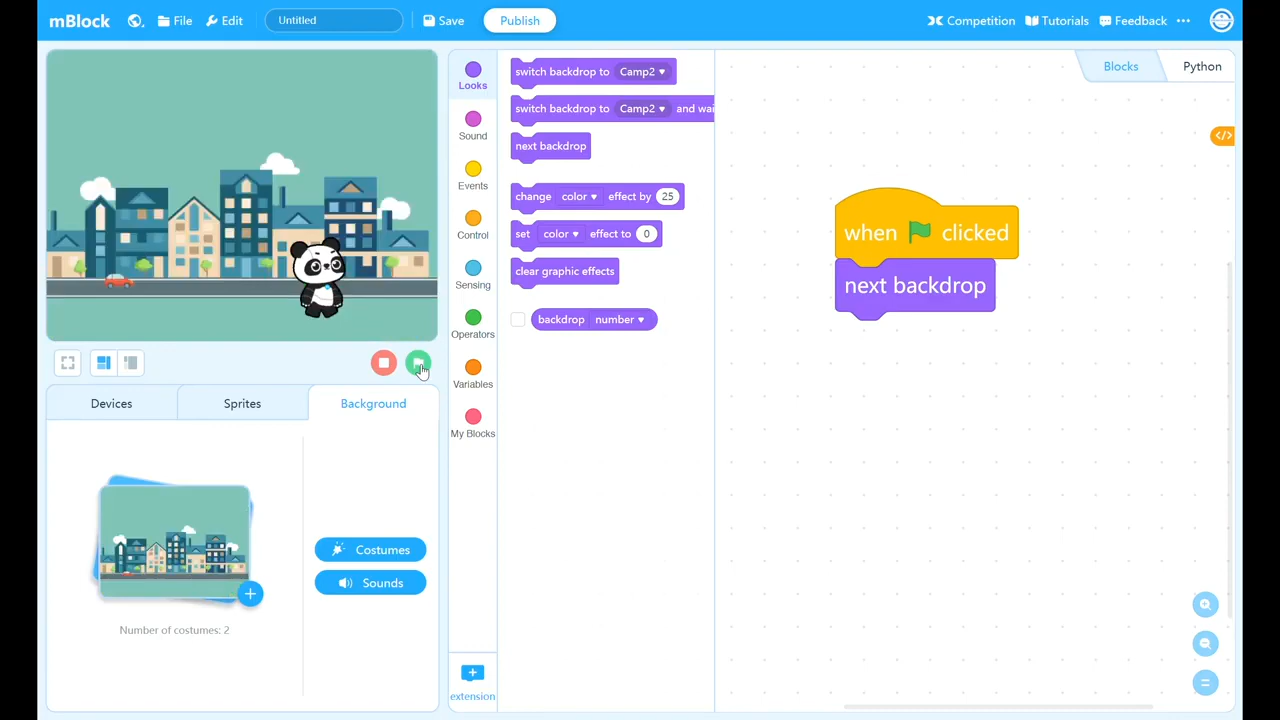 mBlock File Edit Untitled Save Publish Competition Tutorials Feedback
Looks
Sound
Events
Control
Sensing
Operators
Variables
My Blocks
extension
switch backdrop to Camp2
switch backdrop to Camp2 and wai
next backdrop
change color effect by 25
set color effect to 0
clear graphic effects
backdrop number
Blocks Python
when clicked
next backdrop
Devices Sprites Background
Costumes
Sounds
Number of costumes: 2